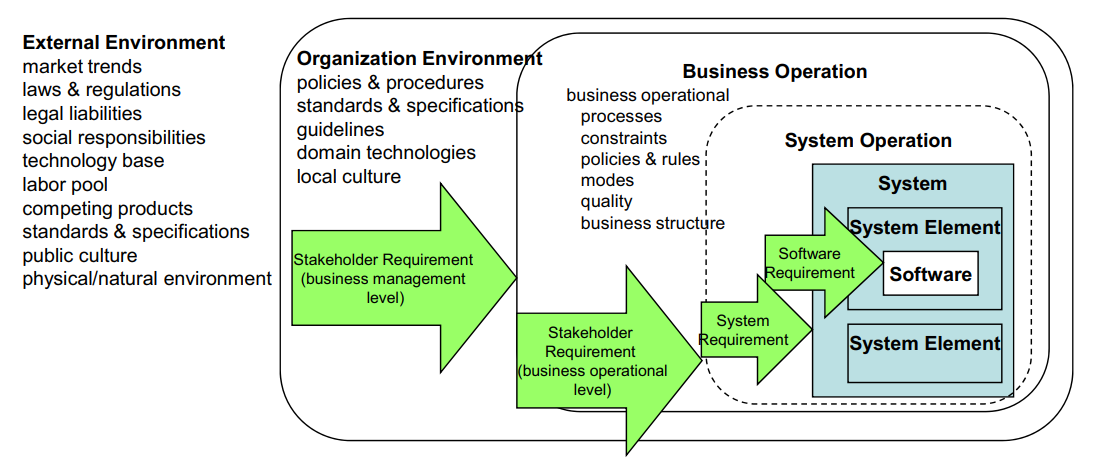 External Environment
market trends
laws & regulations
legal liabilities
social responsibilities
technology base
labor pool
competing products
standards & specifications
public culture
physical/natural environment
Organization Environment
policies & procedures
standards & specifications
guidelines
domain technologies
local culture
Stakeholder Requirement
(business management
level)
Business Operation
business operational
processes
constraints
policies & rules
modes
quality
business structure
Stakeholder
Requirement
(business operational
level)
System Operation
System
Requirement
Software
Requirement
System
System Element
Software
System Element